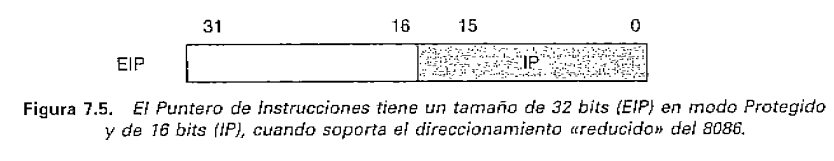 31 16 15 0
EIP IP
Figura 7.5. El Puntero de Instrucciones tiene un tamaño de 32 bits (EIP) en modo Protegido
y de 16 bits (IP), cuando soporta el direccionamiento «reducido» del 8086.